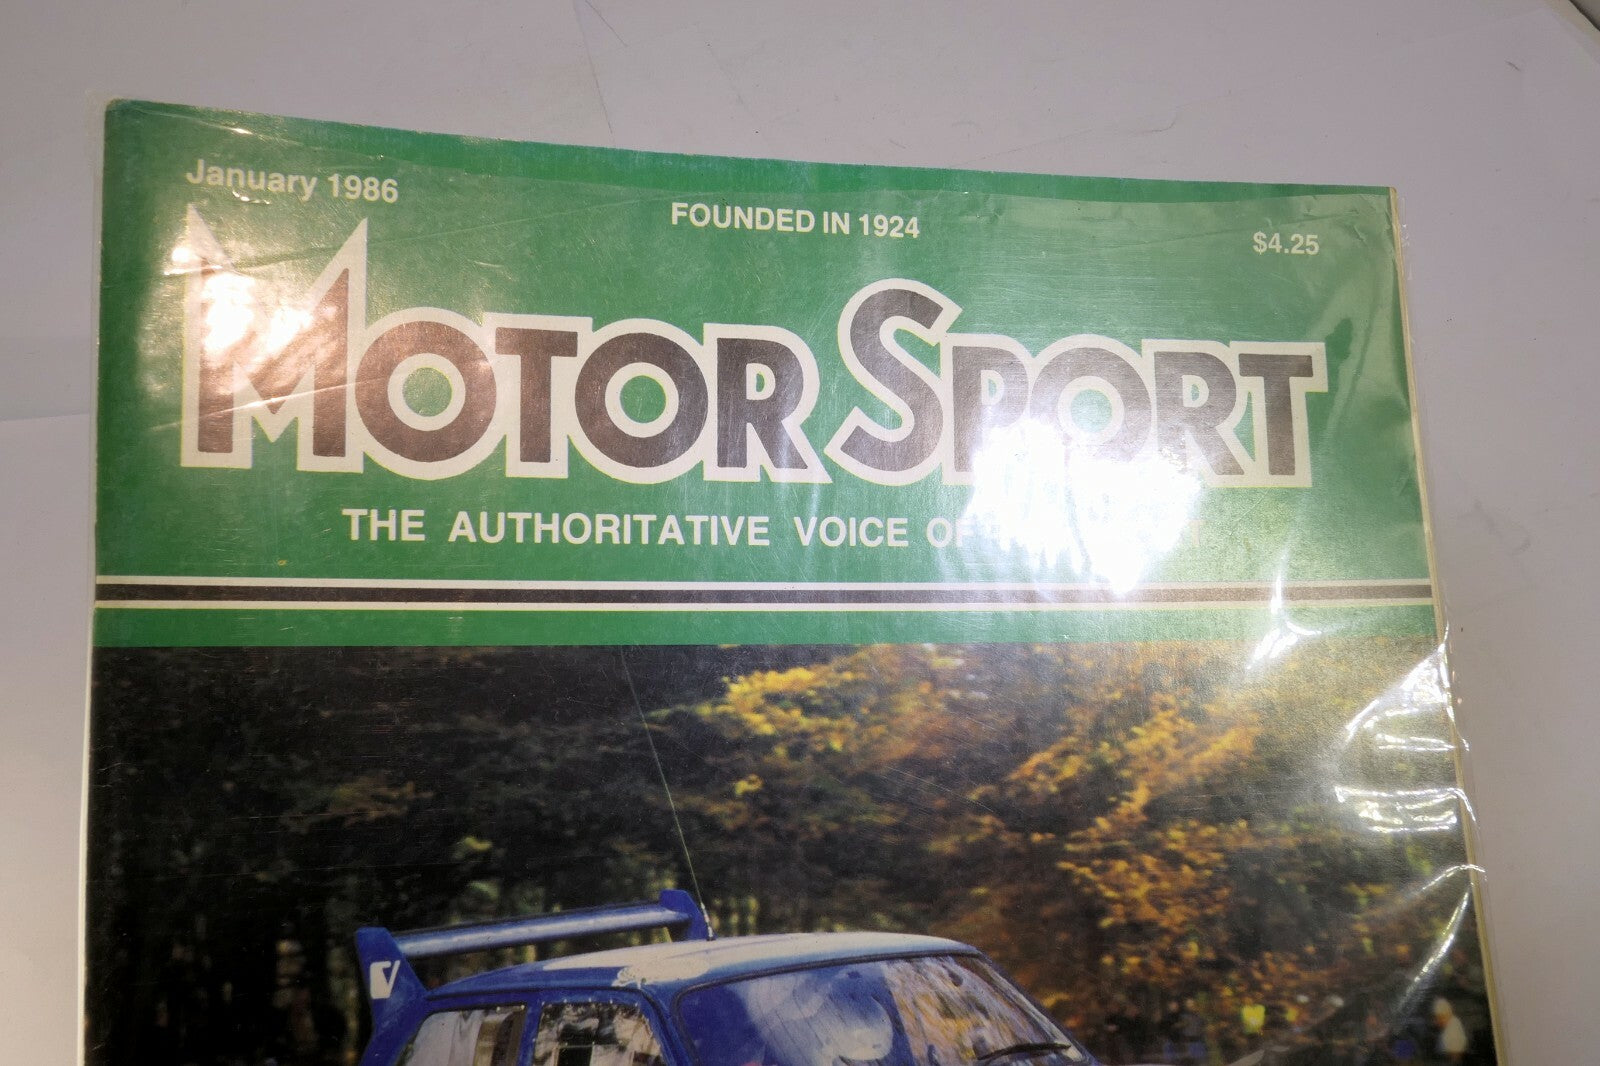 January 1986
FOUNDED IN 1924
$4.25
MOTOR SPORT
THE AUTHORITATIVE VOICE OF